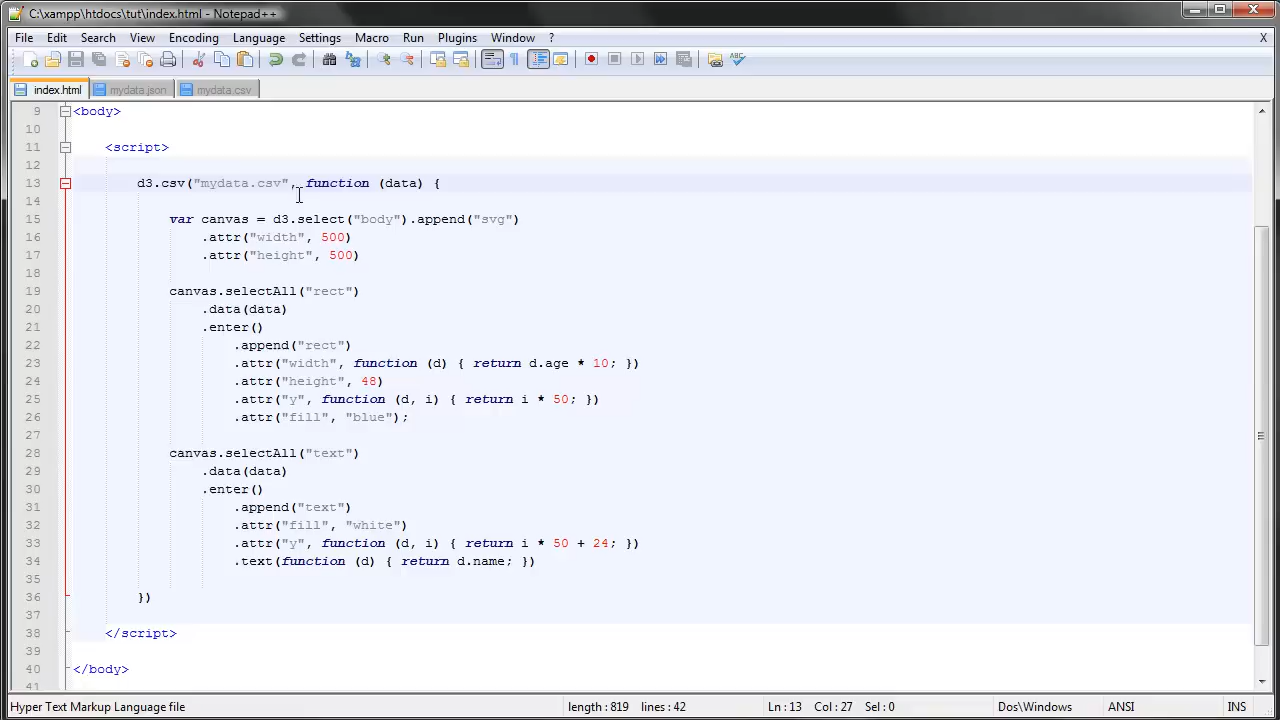 C:\xampp\htdocs\tut\index.html - Notepad++
File Edit Search View Encoding Language Settings Macro Run Plugins Window ? X
index.html mydata.json mydata.csv
9 <body>
10
11 <script>
12
13 d3.csv("mydata.csv", function (data) {
14
15 var canvas = d3.select("body").append("svg")
16 .attr("width", 500)
17 .attr("height", 500)
18
19 canvas.selectAll("rect")
20 .data(data)
21 .enter()
22 .append("rect")
23 .attr("width", function (d) { return d.age * 10; })
24 .attr("height", 48)
25 .attr("y", function (d, i) { return i * 50; })
26 .attr("fill", "blue");
27
28 canvas.selectAll("text")
29 .data(data)
30 .enter()
31 .append("text")
32 .attr("fill", "white")
33 .attr("y", function (d, i) { return i * 50 + 24; })
34 .text(function (d) { return d.name; })
35
36 })
37
38 </script>
39
40 </body>
41
Hyper Text Markup Language file length : 819 lines : 42 Ln : 13 Col : 27 Sel : 0 Dos\Windows ANSI INS